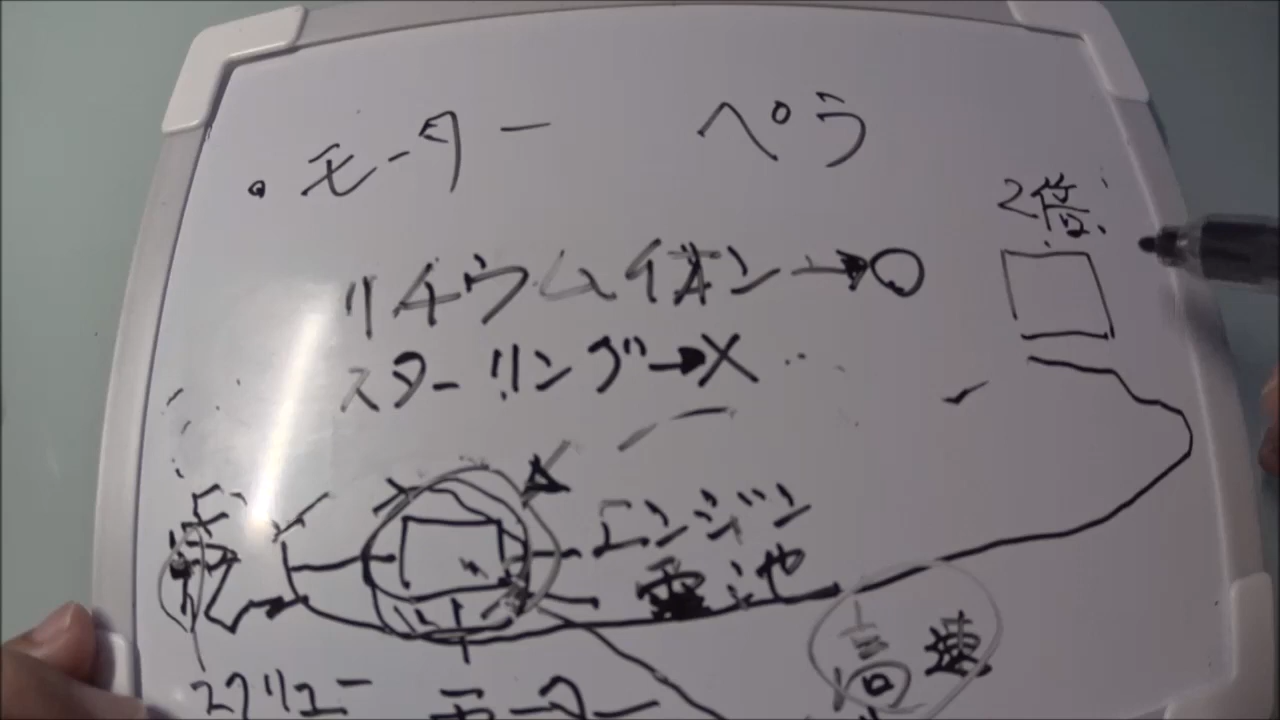 ・モーター ペラ
2倍
リチウムイオン→○
スターリング→×
エンジン
電池
高速
スクリュー モーター